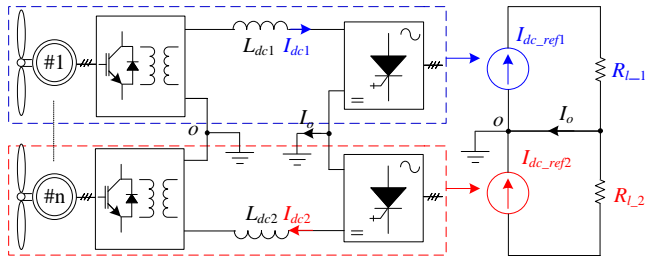 #1
L_dc1
I_dc1
I_dc_ref1
R_l_1
o
I_o
o
I_o
#n
L_dc2
I_dc2
I_dc_ref2
R_l_2